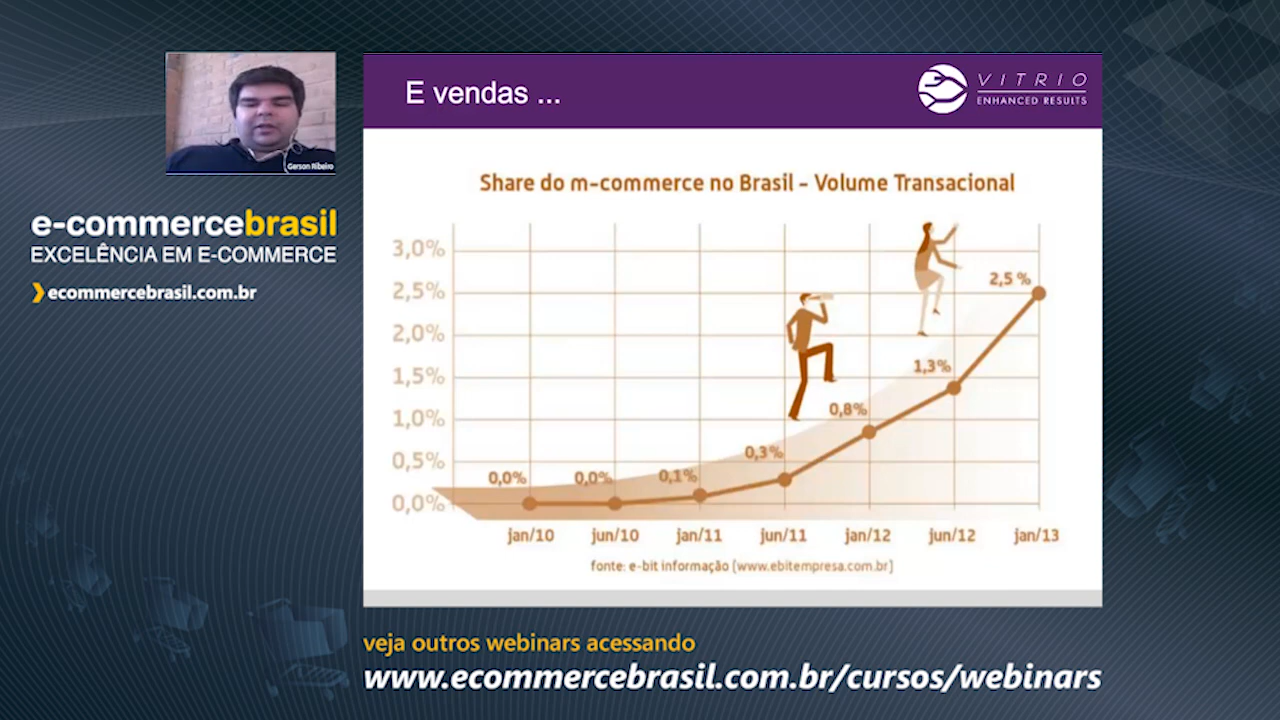 E vendas ...
VITRIO
ENHANCED RESULTS
Gerson Ribeiro
e-commercebrasil
EXCELÊNCIA EM E-COMMERCE
ecommercebrasil.com.br
Share do m-commerce no Brasil - Volume Transacional
3,0%
2,5%
2,0%
1,5%
1,0%
0,5%
0,0%
0,0%
0,0%
0,1%
0,3%
0,8%
1,3%
2,5 %
jan/10 jun/10 jan/11 jun/11 jan/12 jun/12 jan/13
fonte: e-bit informação (www.ebitempresa.com.br)
veja outros webinars acessando
www.ecommercebrasil.com.br/cursos/webinars